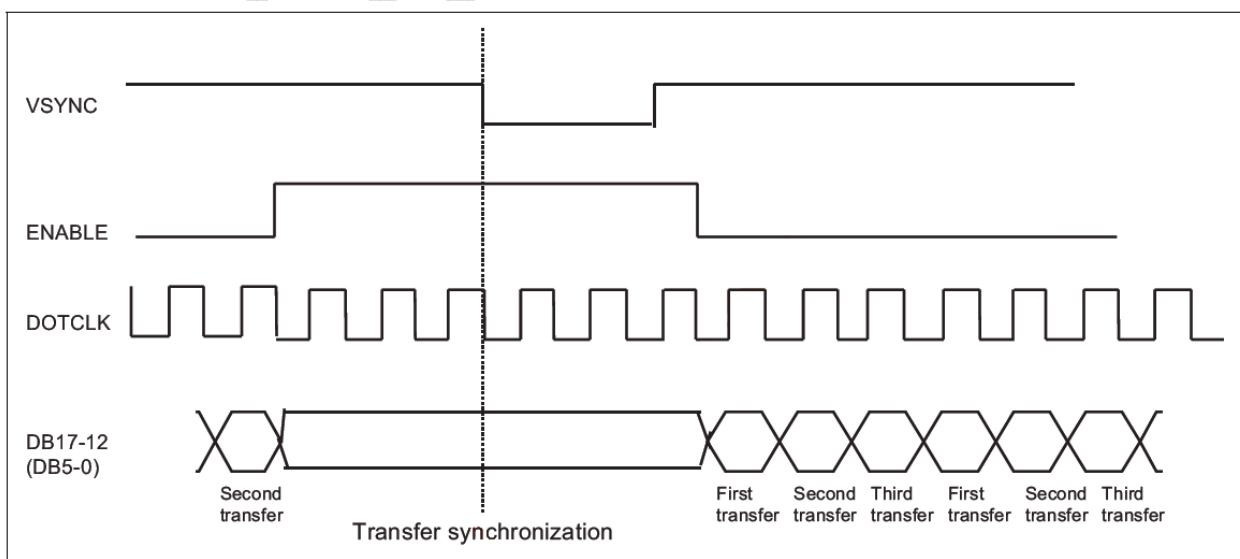 VSYNC
ENABLE
DOTCLK
DB17-12
(DB5-0)
Second
transfer
First
transfer
Second
transfer
Third
transfer
First
transfer
Second
transfer
Third
transfer
Transfer synchronization